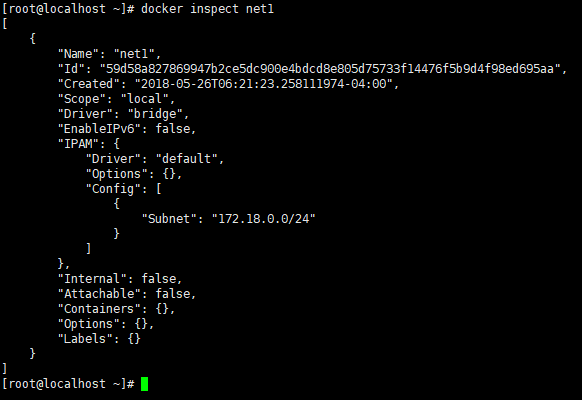 [root@localhost ~]# docker inspect net1
[
    {
        "Name": "net1",
        "Id": "59d58a827869947b2ce5dc900e4bdcd8e805d75733f14476f5b9d4f98ed695aa",
        "Created": "2018-05-26T06:21:23.258111974-04:00",
        "Scope": "local",
        "Driver": "bridge",
        "EnableIPv6": false,
        "IPAM": {
            "Driver": "default",
            "Options": {},
            "Config": [
                {
                    "Subnet": "172.18.0.0/24"
                }
            ]
        },
        "Internal": false,
        "Attachable": false,
        "Containers": {},
        "Options": {},
        "Labels": {}
    }
]
[root@localhost ~]#